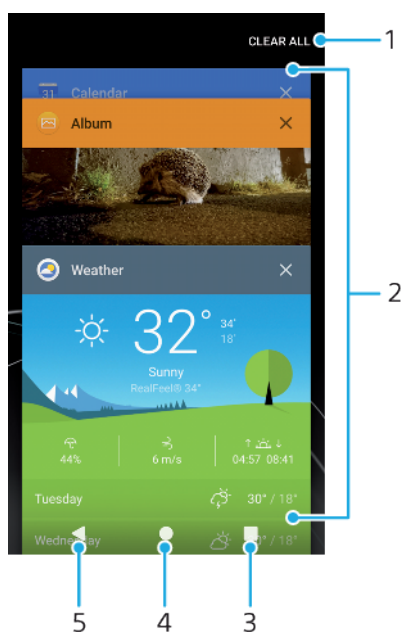 CLEAR ALL
1
31 Calendar
Album
2
Weather
32° 34°
18°
Sunny
RealFeel® 34°
44% 6 m/s ↑ ↓
04:57 08:41
Tuesday 30° / 18°
Wednesday / 18°
5 4 3